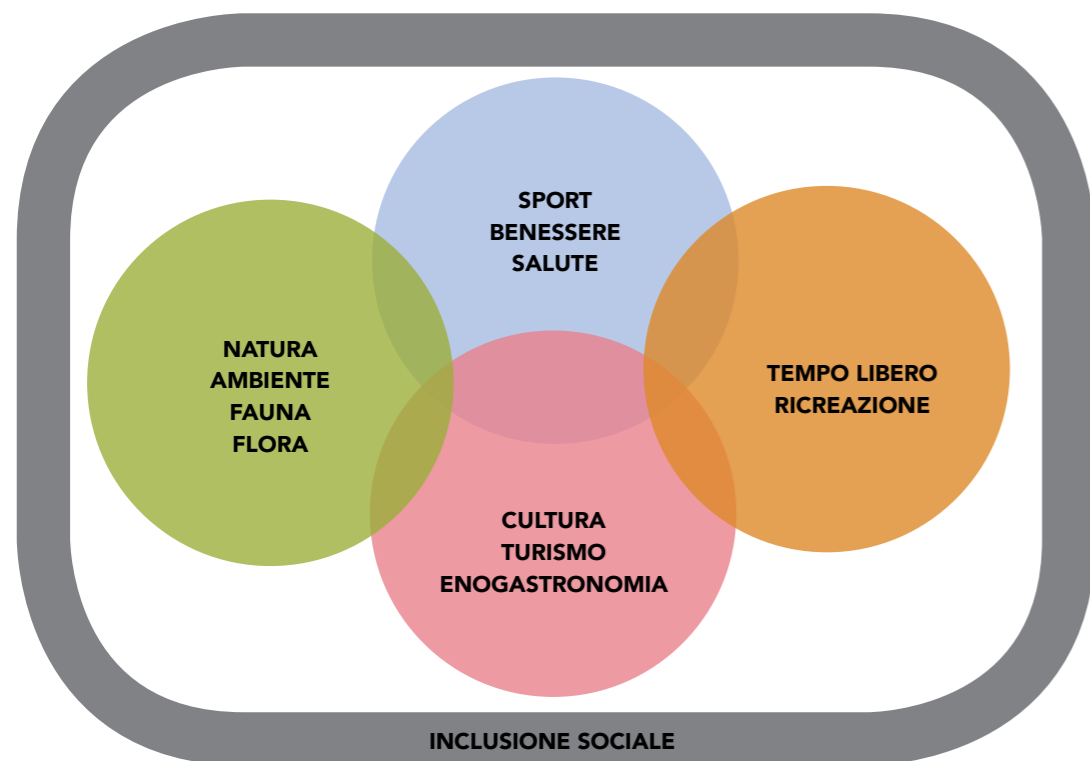 SPORT
BENESSERE
SALUTE
NATURA
AMBIENTE
FAUNA
FLORA
TEMPO LIBERO
RICREAZIONE
CULTURA
TURISMO
ENOGASTRONOMIA
INCLUSIONE SOCIALE